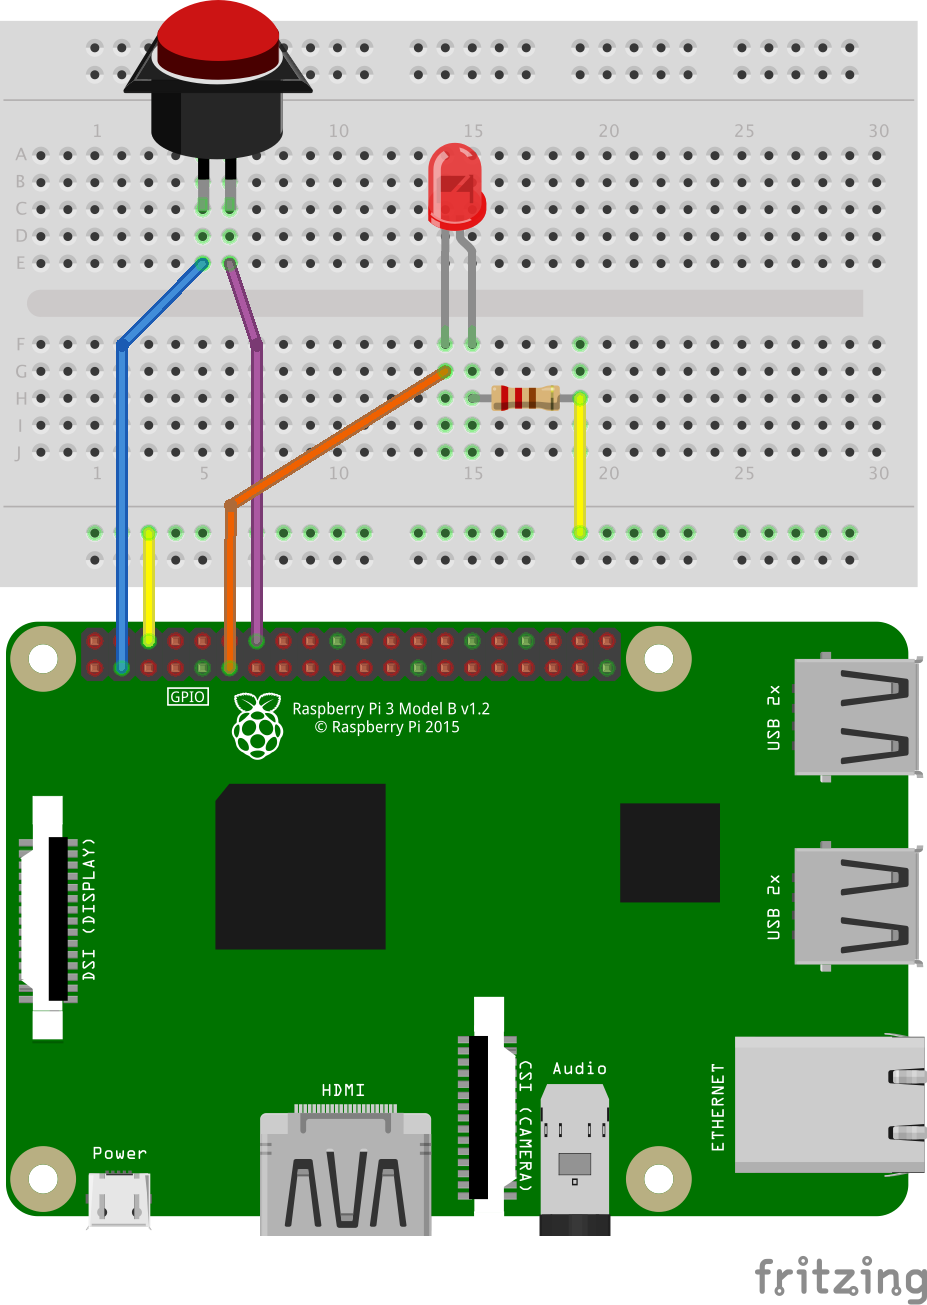 1 10 15 20 25 30
A
B
C
D
E
F
G
H
I
J
1 5 10 15 20 25 30
GPIO
Raspberry Pi 3 Model B v1.2
© Raspberry Pi 2015
USB 2x
DSI (DISPLAY)
USB 2x
HDMI
CSI (CAMERA)
Audio
ETHERNET
Power
fritzing